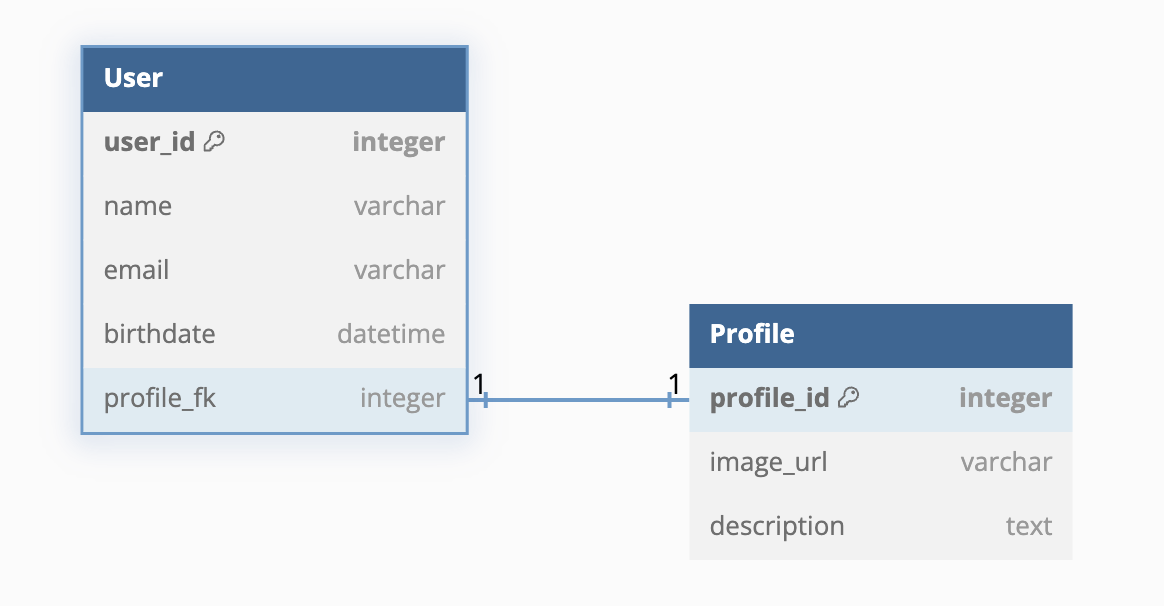 User
user_id integer
name varchar
email varchar
birthdate datetime
profile_fk integer
1 1
Profile
profile_id integer
image_url varchar
description text